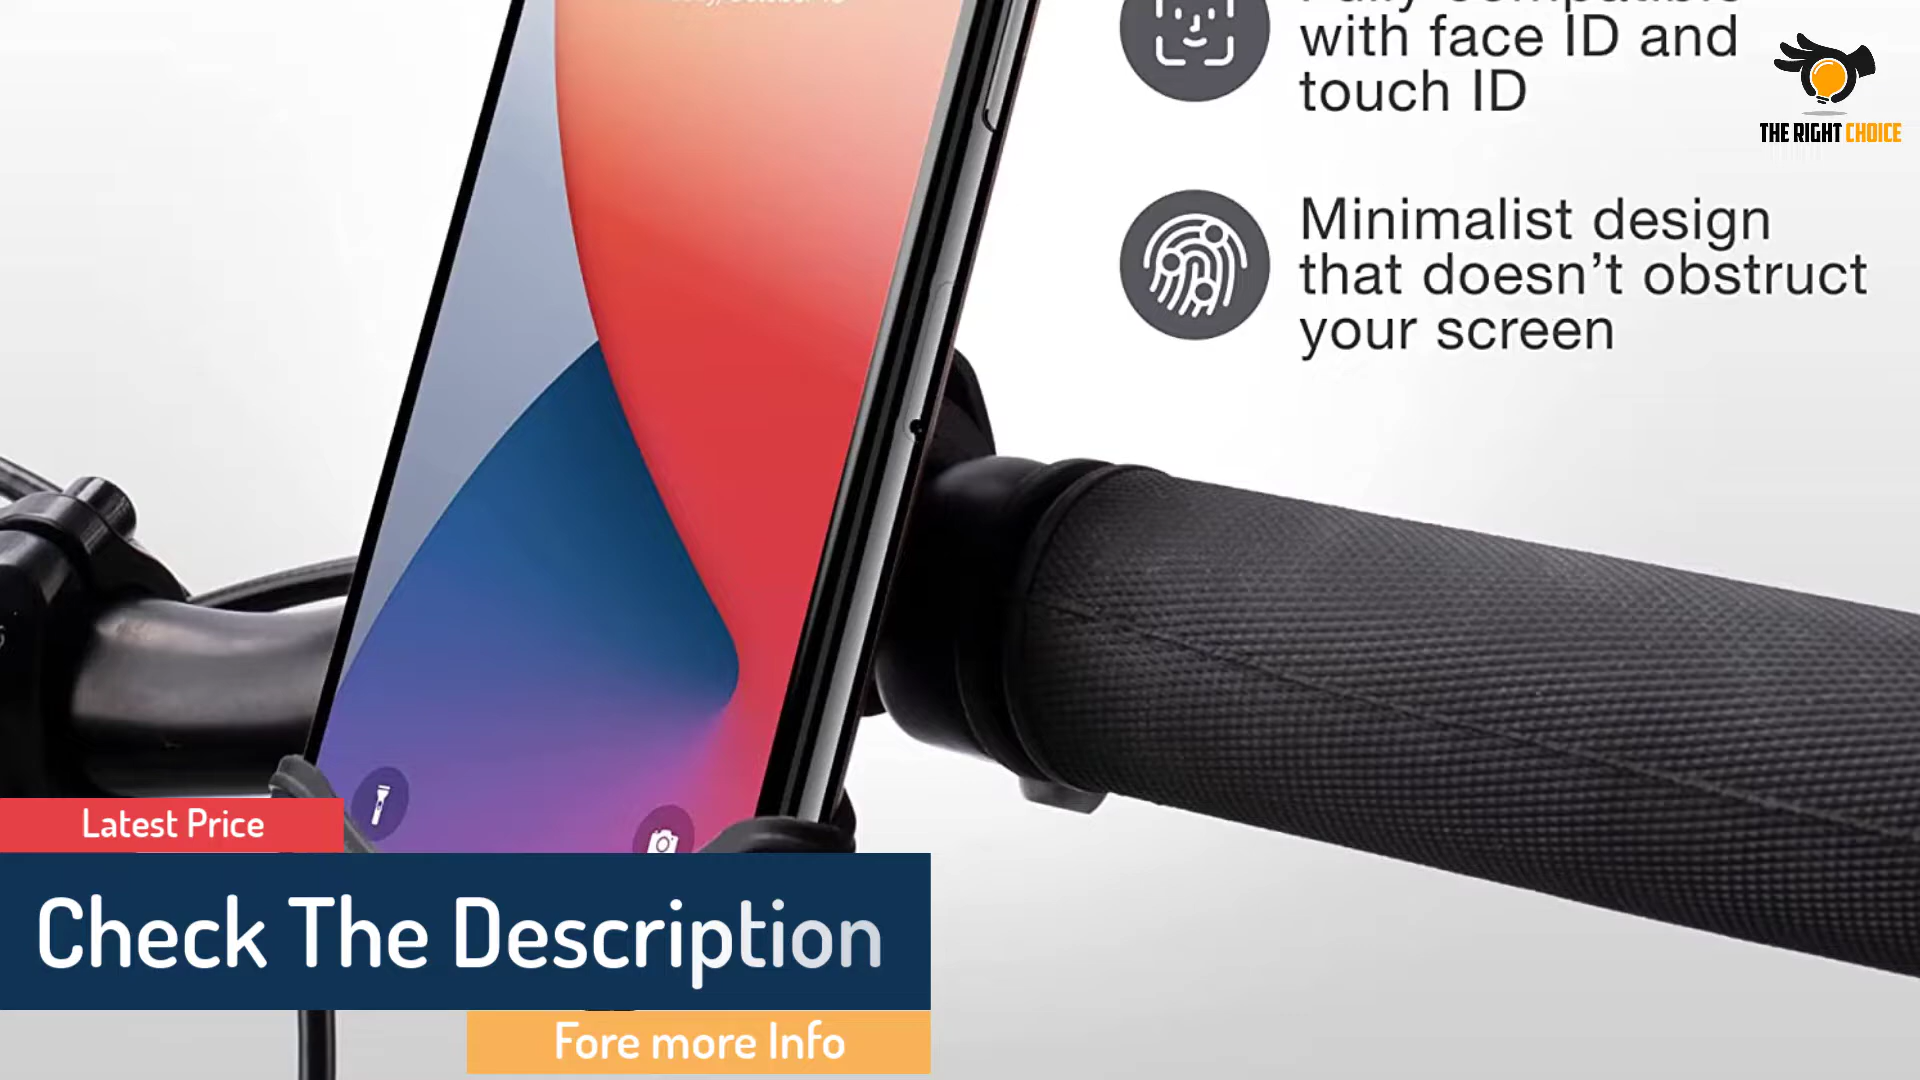 with face ID and
touch ID
THE RIGHT CHOICE
Minimalist design
that doesn't obstruct
your screen
Latest Price
Check The Description
Fore more Info